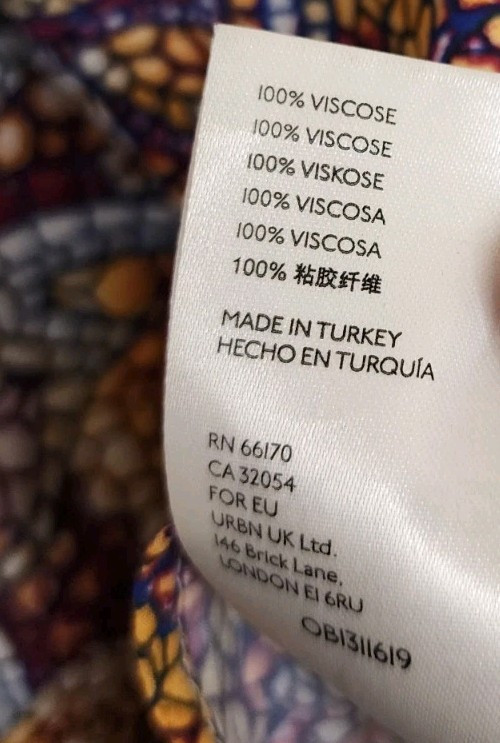 100% VISCOSE
100% VISCOSE
100% VISKOSE
100% VISCOSA
100% VISCOSA
100% 粘胶纤维
MADE IN TURKEY
HECHO EN TURQUÍA
RN 66170
CA 32054
FOR EU
URBN UK Ltd.
146 Brick Lane,
LONDON E1 6RU
OB1311619